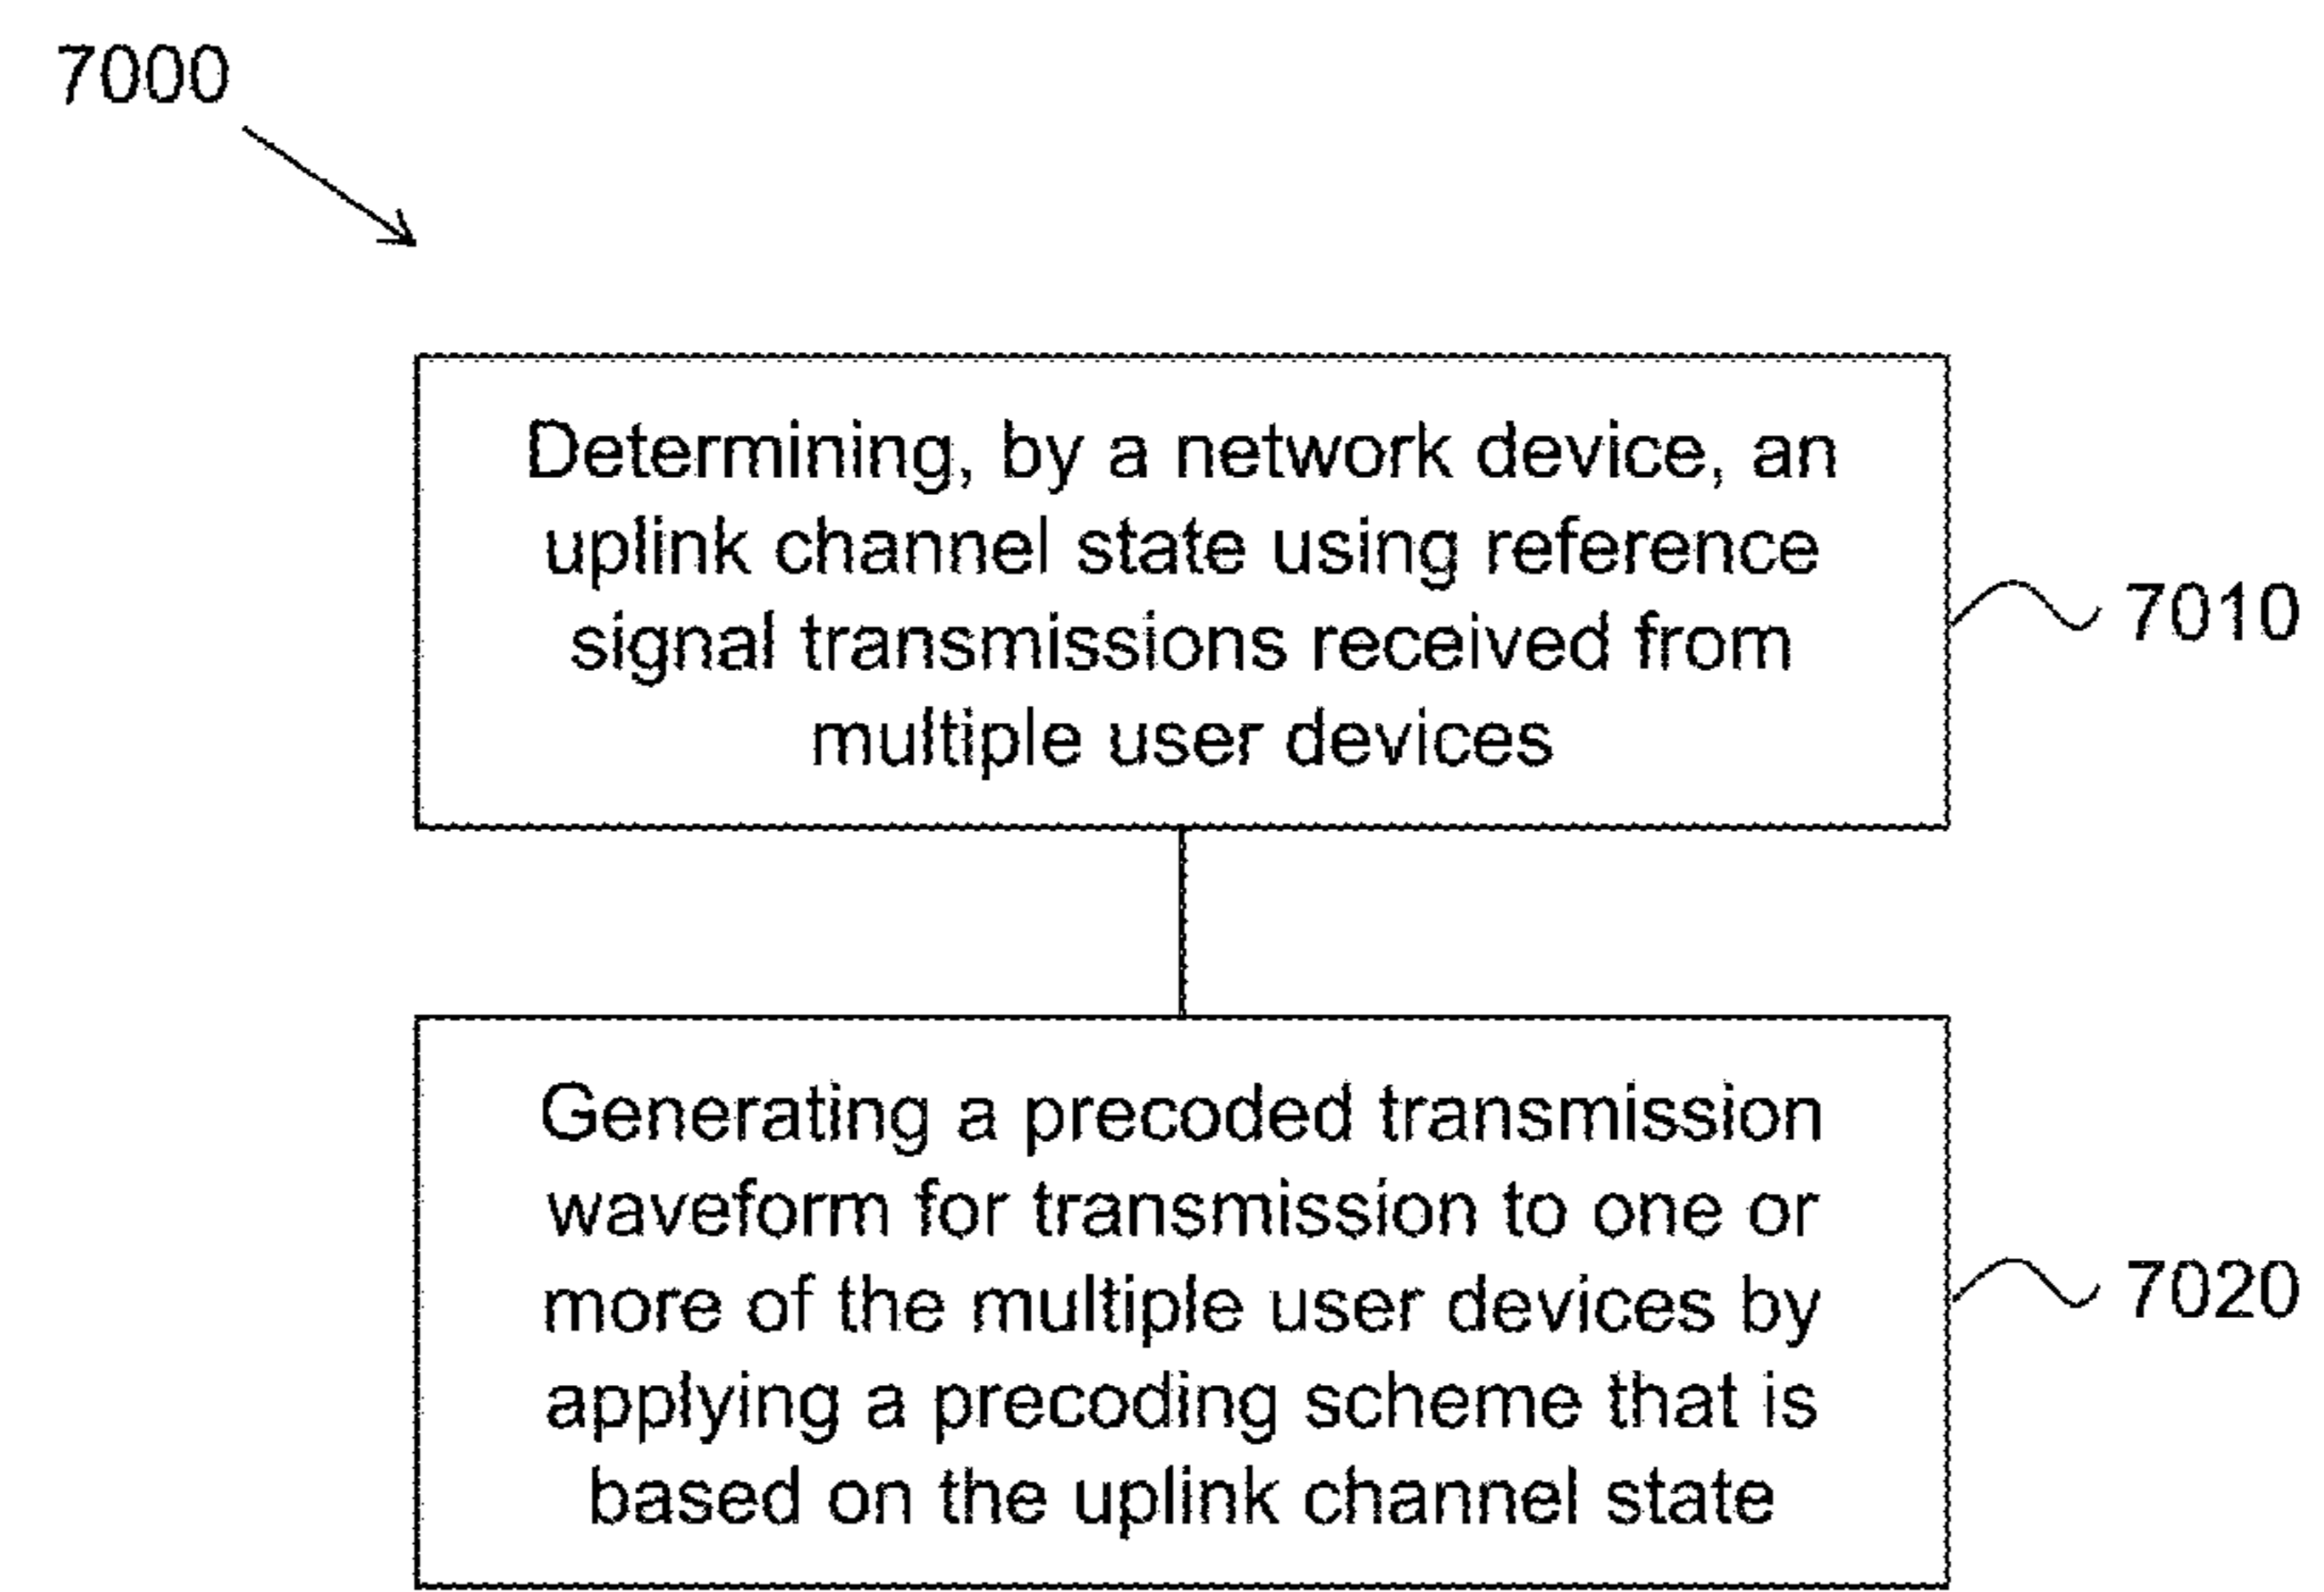 7000
Determining, by a network device, an
uplink channel state using reference
signal transmissions received from
multiple user devices
7010
Generating a precoded transmission
waveform for transmission to one or
more of the multiple user devices by
applying a precoding scheme that is
based on the uplink channel state
7020